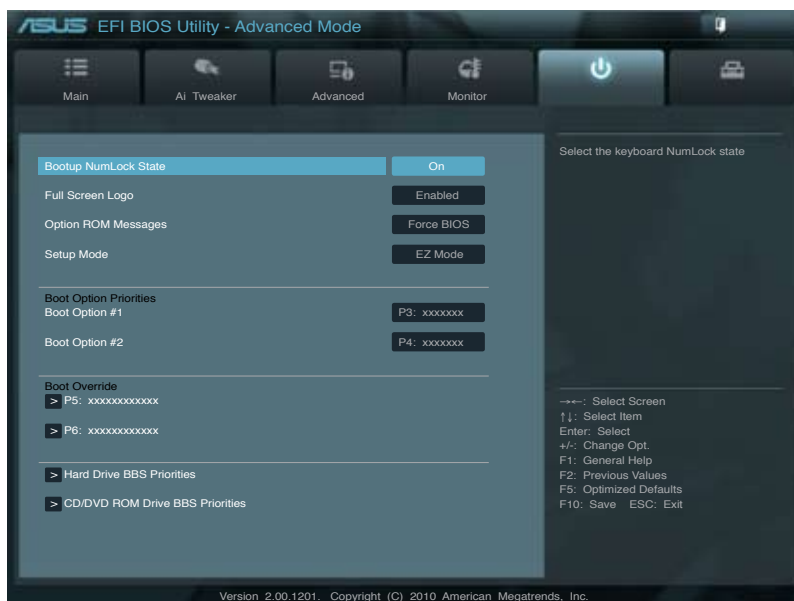 ASUS EFI BIOS Utility - Advanced Mode
Main Ai Tweaker Advanced Monitor
Bootup NumLock State On
Full Screen Logo Enabled
Option ROM Messages Force BIOS
Setup Mode EZ Mode
Boot Option Priorities
Boot Option #1 P3: xxxxxxx
Boot Option #2 P4: xxxxxxx
Boot Override
> P5: xxxxxxxxxxxx
> P6: xxxxxxxxxxxx
> Hard Drive BBS Priorities
> CD/DVD ROM Drive BBS Priorities
Select the keyboard NumLock state
→←: Select Screen
↑↓: Select Item
Enter: Select
+/-: Change Opt.
F1: General Help
F2: Previous Values
F5: Optimized Defaults
F10: Save ESC: Exit
Version 2.00.1201. Copyright (C) 2010 American Megatrends, Inc.